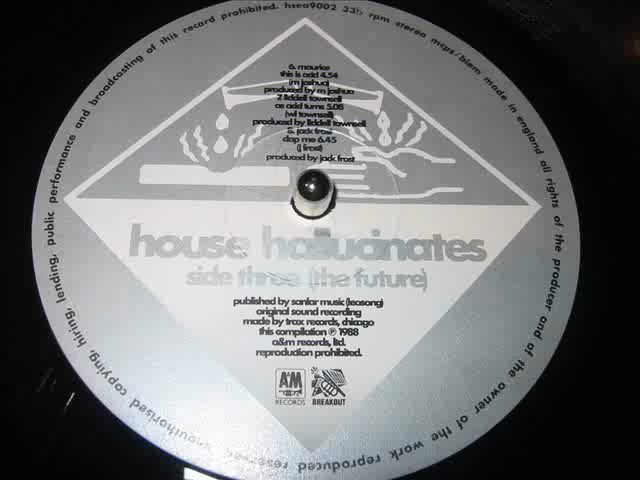 unauthorised copying, hiring, lending, public performance and broadcasting of this record prohibited. hsea9002 33⅓ rpm stereo mcps/biem made in england all rights of the producer and of the owner of the work reproduced reserved
6. maurice
this is acid 4.54
(m joshua)
produced by m joshua
7. liddell townsell
as acid turns 5.08
(wl townsell)
produced by liddell townsell
8. jack frost
clap me 6.45
(j frost)
produced by jack frost
house hallucinates
side three (the future)
published by sanlar music (leosong)
original sound recording
made by trax records, chicago
this compilation ℗ 1988
a&m records, ltd.
reproduction prohibited.
A&M
RECORDS
BREAKOUT